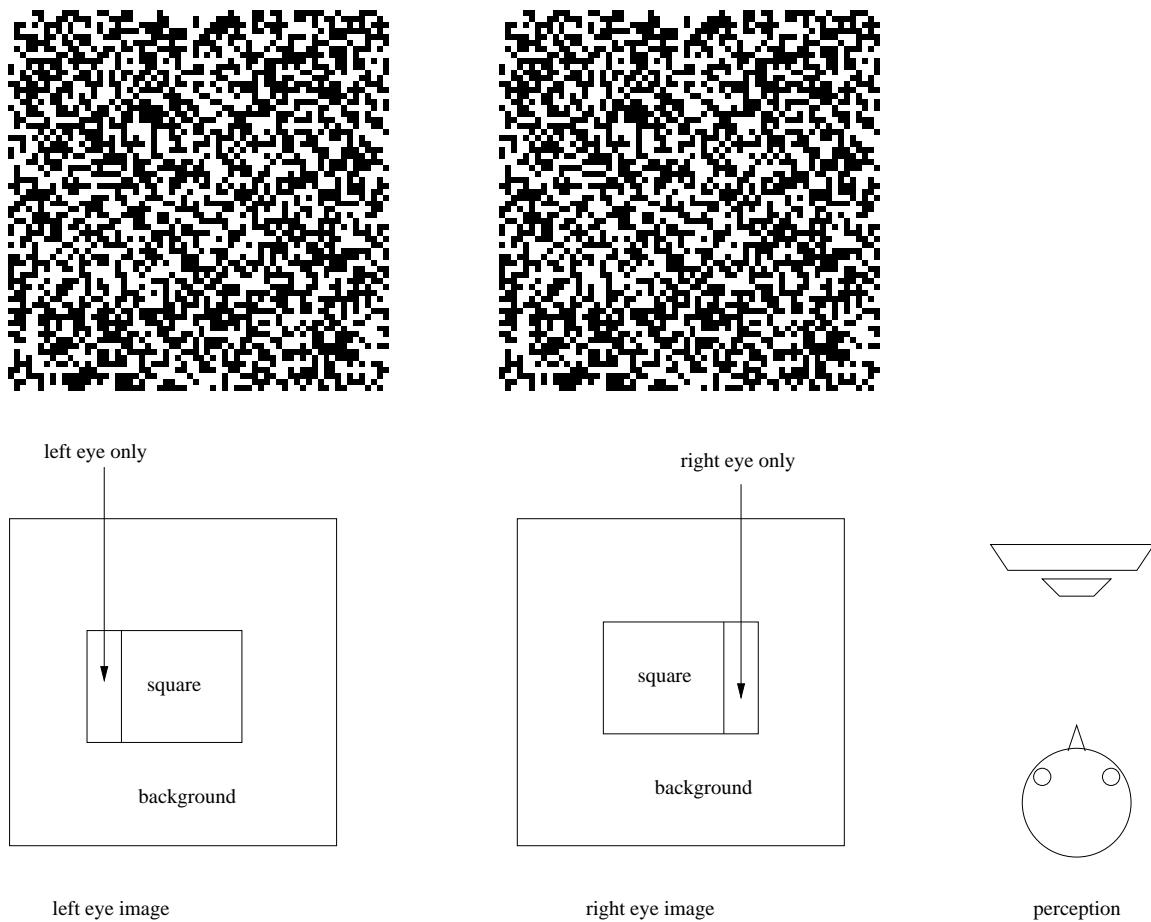 left eye only
right eye only
square
square
background
background
left eye image
right eye image
perception